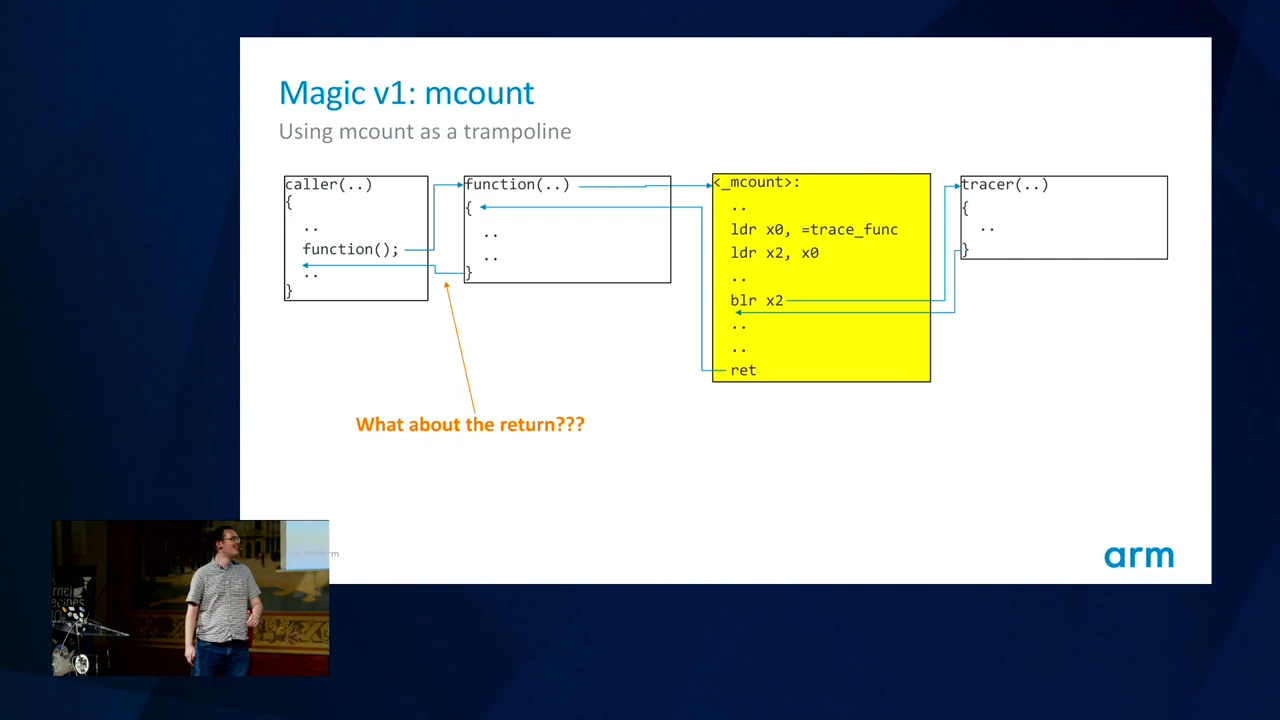 Magic v1: mcount
Using mcount as a trampoline
caller(..)
{
..
function();
..
}
function(..)
{
..
..
}
<_mcount>:
..
ldr x0, =trace_func
ldr x2, x0
..
blr x2
..
..
ret
tracer(..)
{
..
}
What about the return???
arm